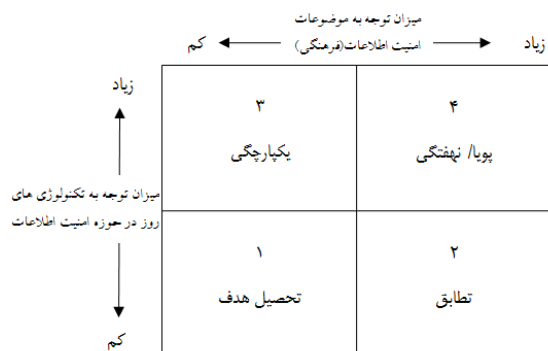 میزان توجه به موضوعات
امنیت اطلاعات(فرهنگی)
زیاد
کم
زیاد
۴
پویا/ نهفتگی
۳
یکپارچگی
میزان توجه به تکنولوژی های
روز در حوزه امنیت اطلاعات
۲
تطابق
۱
تحصیل هدف
کم